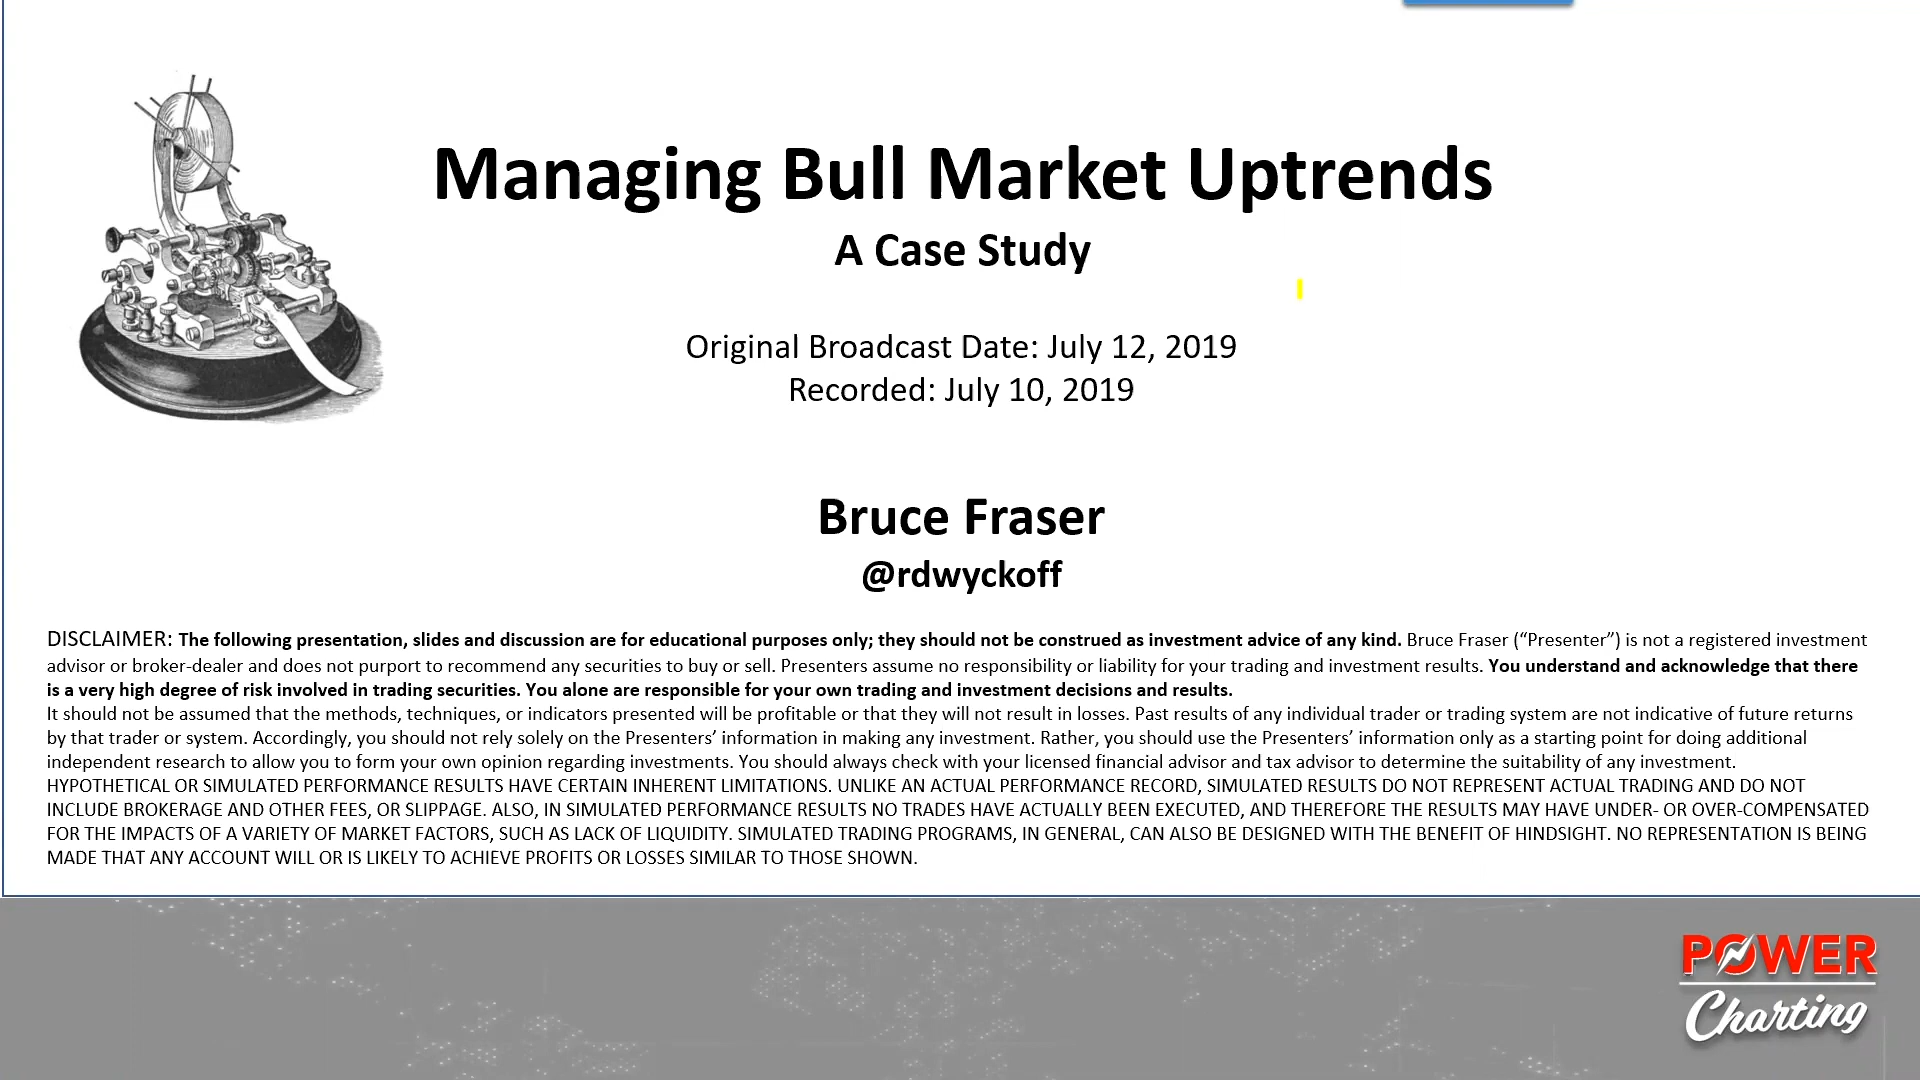 Managing Bull Market Uptrends
A Case Study
Original Broadcast Date: July 12, 2019
Recorded: July 10, 2019
Bruce Fraser
@rdwyckoff
DISCLAIMER: The following presentation, slides and discussion are for educational purposes only; they should not be construed as investment advice of any kind. Bruce Fraser (“Presenter”) is not a registered investment
advisor or broker-dealer and does not purport to recommend any securities to buy or sell. Presenters assume no responsibility or liability for your trading and investment results. You understand and acknowledge that there
is a very high degree of risk involved in trading securities. You alone are responsible for your own trading and investment decisions and results.
It should not be assumed that the methods, techniques, or indicators presented will be profitable or that they will not result in losses. Past results of any individual trader or trading system are not indicative of future returns
by that trader or system. Accordingly, you should not rely solely on the Presenters’ information in making any investment. Rather, you should use the Presenters’ information only as a starting point for doing additional
independent research to allow you to form your own opinion regarding investments. You should always check with your licensed financial advisor and tax advisor to determine the suitability of any investment.
HYPOTHETICAL OR SIMULATED PERFORMANCE RESULTS HAVE CERTAIN INHERENT LIMITATIONS. UNLIKE AN ACTUAL PERFORMANCE RECORD, SIMULATED RESULTS DO NOT REPRESENT ACTUAL TRADING AND DO NOT
INCLUDE BROKERAGE AND OTHER FEES, OR SLIPPAGE. ALSO, IN SIMULATED PERFORMANCE RESULTS NO TRADES HAVE ACTUALLY BEEN EXECUTED, AND THEREFORE THE RESULTS MAY HAVE UNDER- OR OVER-COMPENSATED
FOR THE IMPACTS OF A VARIETY OF MARKET FACTORS, SUCH AS LACK OF LIQUIDITY. SIMULATED TRADING PROGRAMS, IN GENERAL, CAN ALSO BE DESIGNED WITH THE BENEFIT OF HINDSIGHT. NO REPRESENTATION IS BEING
MADE THAT ANY ACCOUNT WILL OR IS LIKELY TO ACHIEVE PROFITS OR LOSSES SIMILAR TO THOSE SHOWN.
POWER
Charting